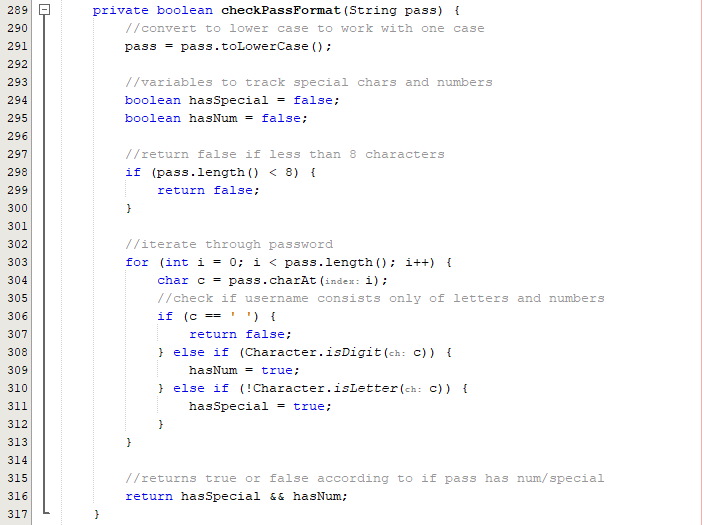 289 private boolean checkPassFormat(String pass) {
290 //convert to lower case to work with one case
291 pass = pass.toLowerCase();
292
293 //variables to track special chars and numbers
294 boolean hasSpecial = false;
295 boolean hasNum = false;
296
297 //return false if less than 8 characters
298 if (pass.length() < 8) {
299 return false;
300 }
301
302 //iterate through password
303 for (int i = 0; i < pass.length(); i++) {
304 char c = pass.charAt(index: i);
305 //check if username consists only of letters and numbers
306 if (c == ' ') {
307 return false;
308 } else if (Character.isDigit(ch: c)) {
309 hasNum = true;
310 } else if (!Character.isLetter(ch: c)) {
311 hasSpecial = true;
312 }
313 }
314
315 //returns true or false according to if pass has num/special
316 return hasSpecial && hasNum;
317 }